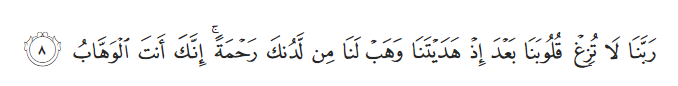 رَبَّنَا لَا تُزِغْ قُلُوبَنَا بَعْدَ إِذْ هَدَيْتَنَا وَهَبْ لَنَا مِن لَّدُنكَ رَحْمَةً ۚ إِنَّكَ أَنتَ ٱلْوَهَّابُ ٨